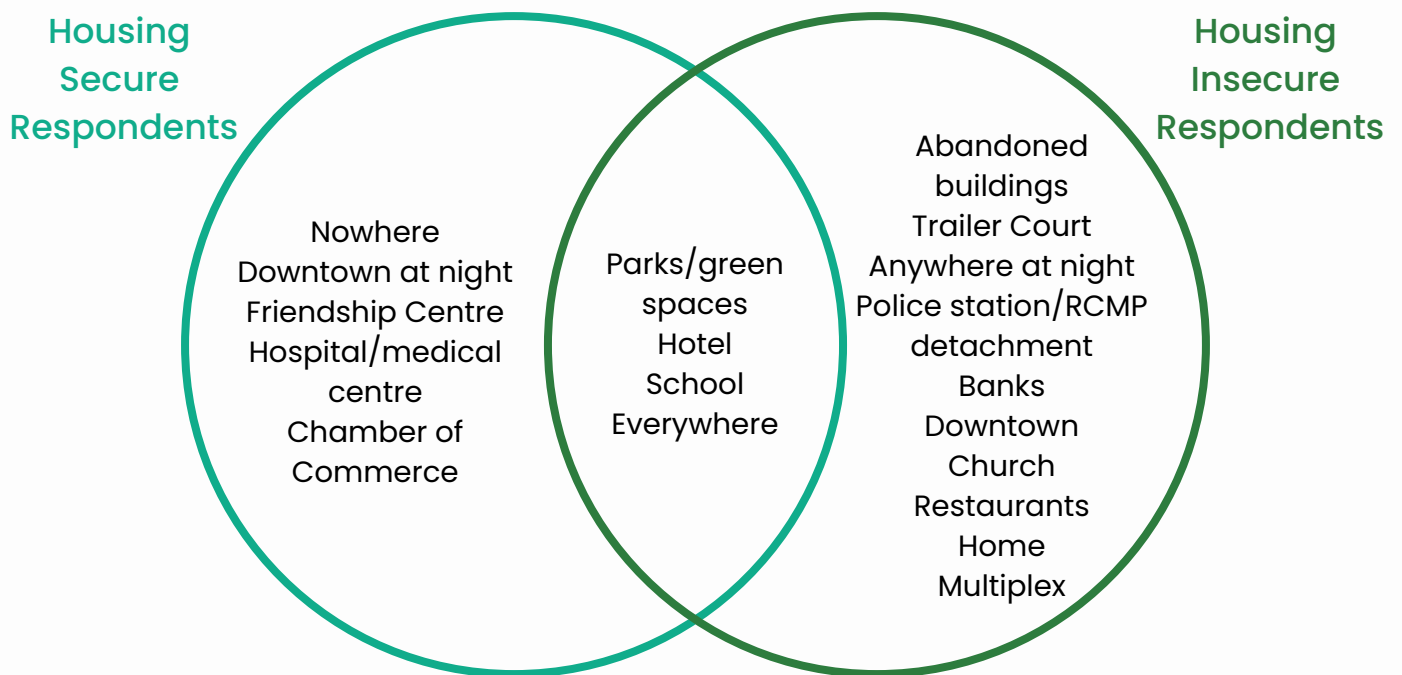 Housing
Secure
Respondents
Housing
Insecure
Respondents
Nowhere
Downtown at night
Friendship Centre
Hospital/medical
centre
Chamber of
Commerce
Parks/green
spaces
Hotel
School
Everywhere
Abandoned
buildings
Trailer Court
Anywhere at night
Police station/RCMP
detachment
Banks
Downtown
Church
Restaurants
Home
Multiplex